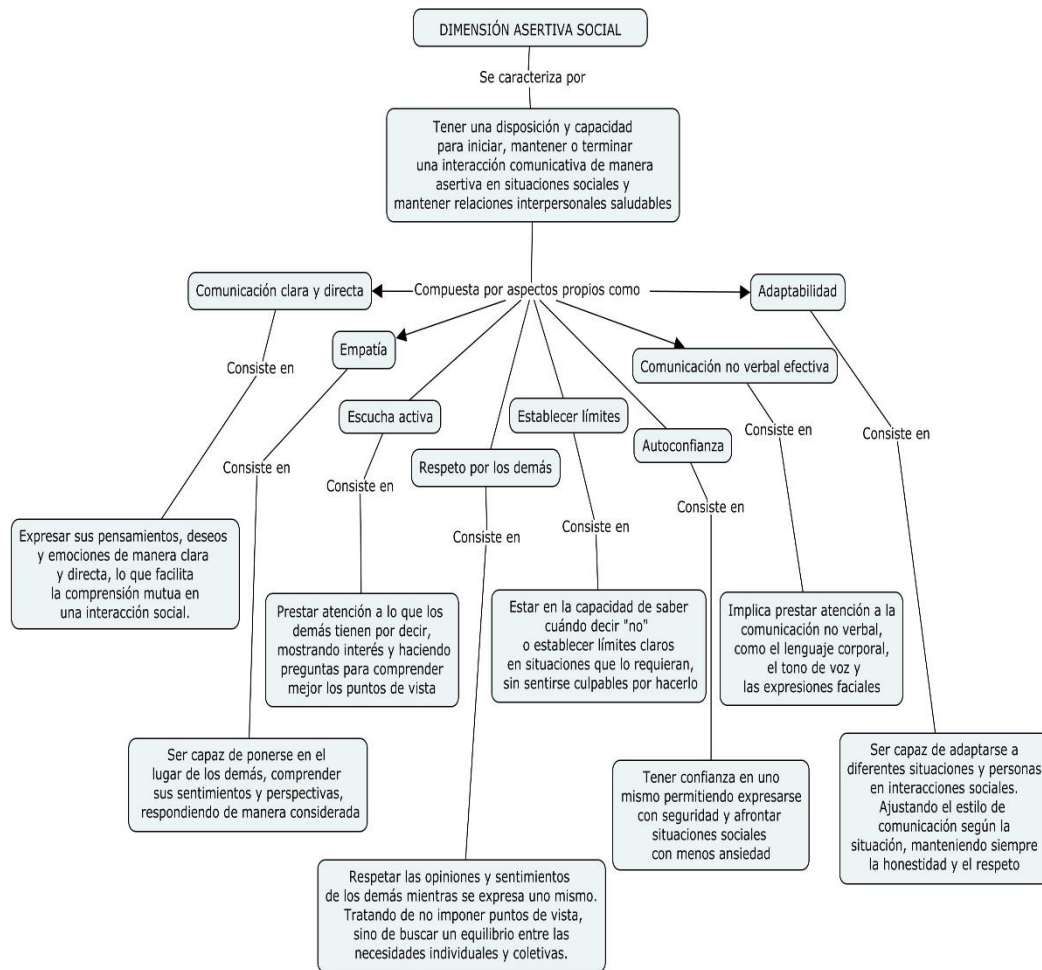 DIMENSIÓN ASERTIVA SOCIAL
Se caracteriza por
Tener una disposición y capacidad
para iniciar, mantener o terminar
una interacción comunicativa de manera
asertiva en situaciones sociales y
mantener relaciones interpersonales saludables
Compuesta por aspectos propios como
Comunicación clara y directa
Consiste en
Expresar sus pensamientos, deseos
y emociones de manera clara
y directa, lo que facilita
la comprensión mutua en
una interacción social.
Empatía
Consiste en
Ser capaz de ponerse en el
lugar de los demás, comprender
sus sentimientos y perspectivas,
respondiendo de manera considerada
Escucha activa
Consiste en
Prestar atención a lo que los
demás tienen por decir,
mostrando interés y haciendo
preguntas para comprender
mejor los puntos de vista
Respeto por los demás
Consiste en
Respetar las opiniones y sentimientos
de los demás mientras se expresa uno mismo.
Tratando de no imponer puntos de vista,
sino de buscar un equilibrio entre las
necesidades individuales y coletivas.
Establecer límites
Consiste en
Estar en la capacidad de saber
cuándo decir "no"
o establecer límites claros
en situaciones que lo requieran,
sin sentirse culpables por hacerlo
Autoconfianza
Consiste en
Tener confianza en uno
mismo permitiendo expresarse
con seguridad y afrontar
situaciones sociales
con menos ansiedad
Comunicación no verbal efectiva
Consiste en
Implica prestar atención a la
comunicación no verbal,
como el lenguaje corporal,
el tono de voz y
las expresiones faciales
Adaptabilidad
Consiste en
Ser capaz de adaptarse a
diferentes situaciones y personas
en interacciones sociales.
Ajustando el estilo de
comunicación según la
situación, manteniendo siempre
la honestidad y el respeto